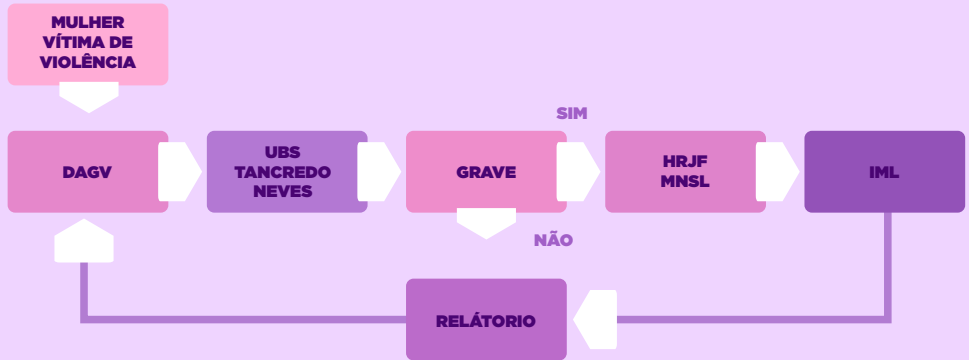 MULHER
VÍTIMA DE
VIOLÊNCIA
SIM
DAGV
UBS
TANCREDO
NEVES
GRAVE
HRJF
MNSL
IML
NÃO
RELÁTORIO